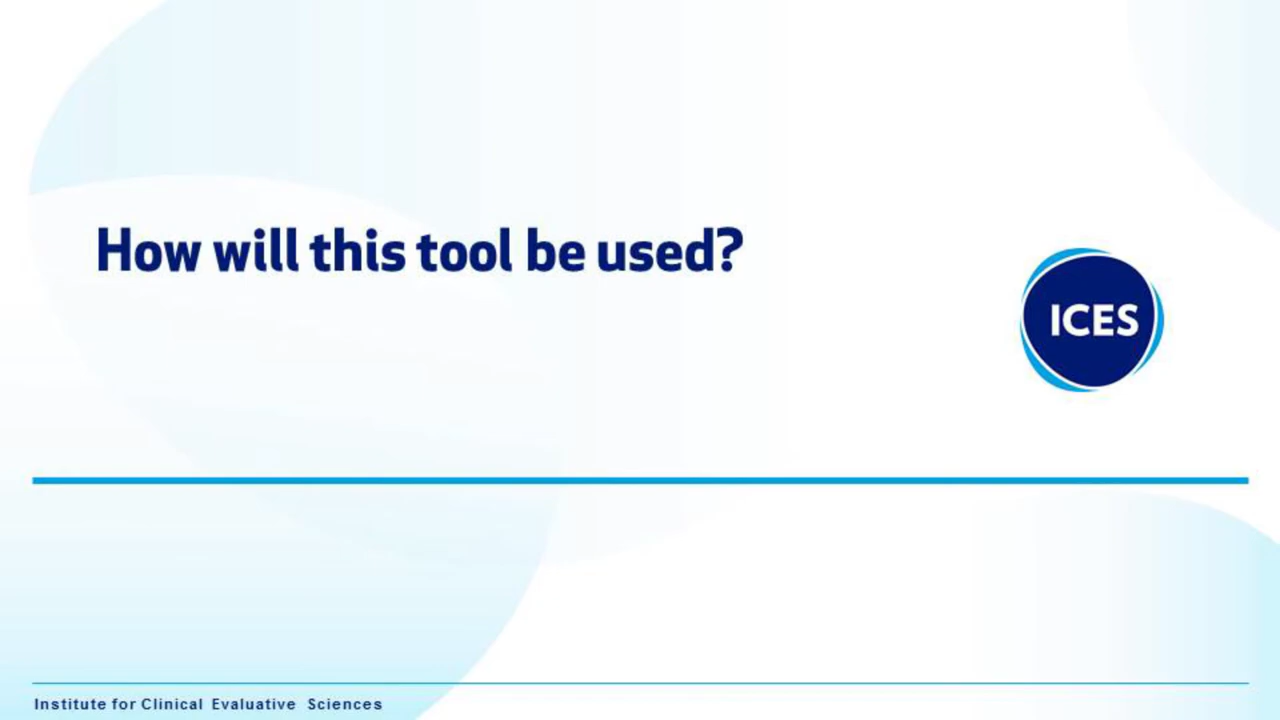 How will this tool be used?
ICES
Institute for Clinical Evaluative Sciences